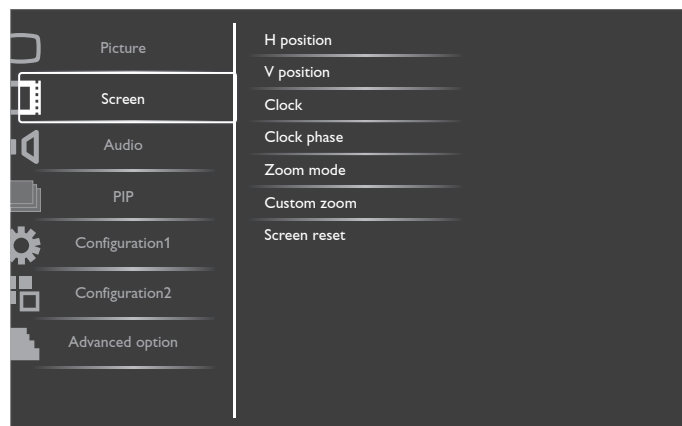 Picture
Screen
Audio
PIP
Configuration1
Configuration2
Advanced option
H position
V position
Clock
Clock phase
Zoom mode
Custom zoom
Screen reset